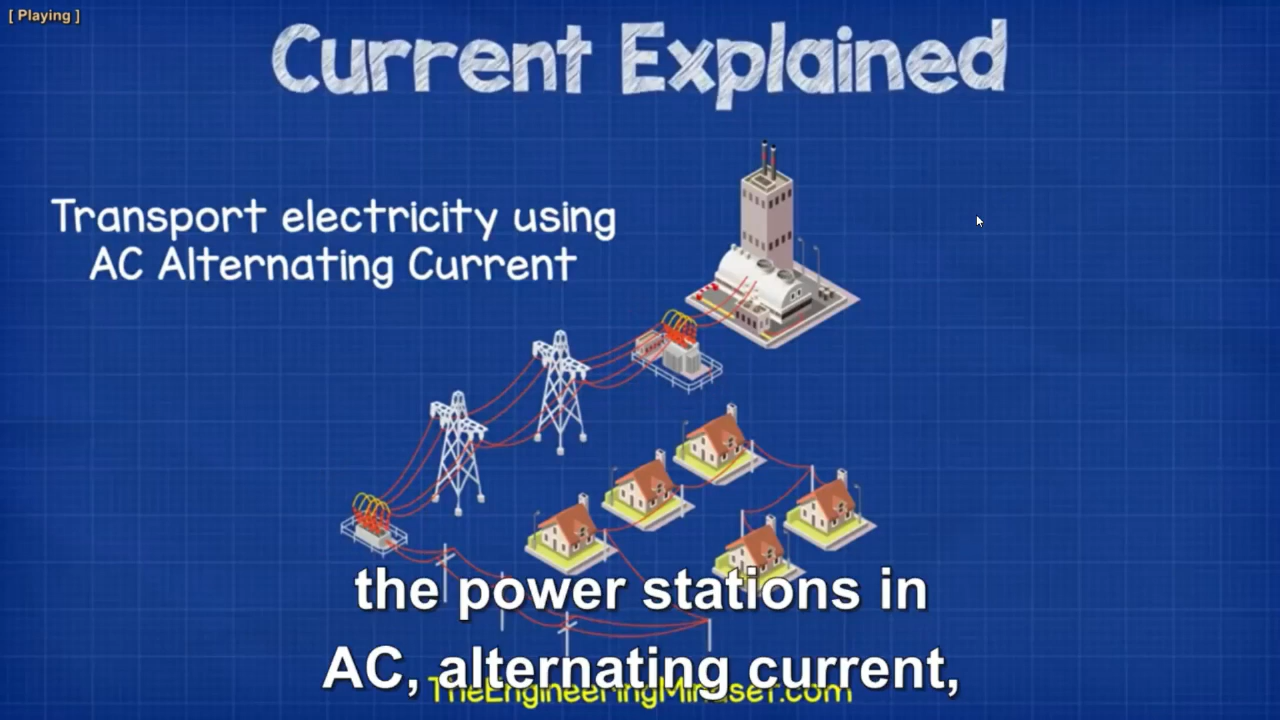 [ Playing ]
Current Explained
Transport electricity using
AC Alternating Current
the power stations in
AC, alternating current,
TheEngineeringMindset.com